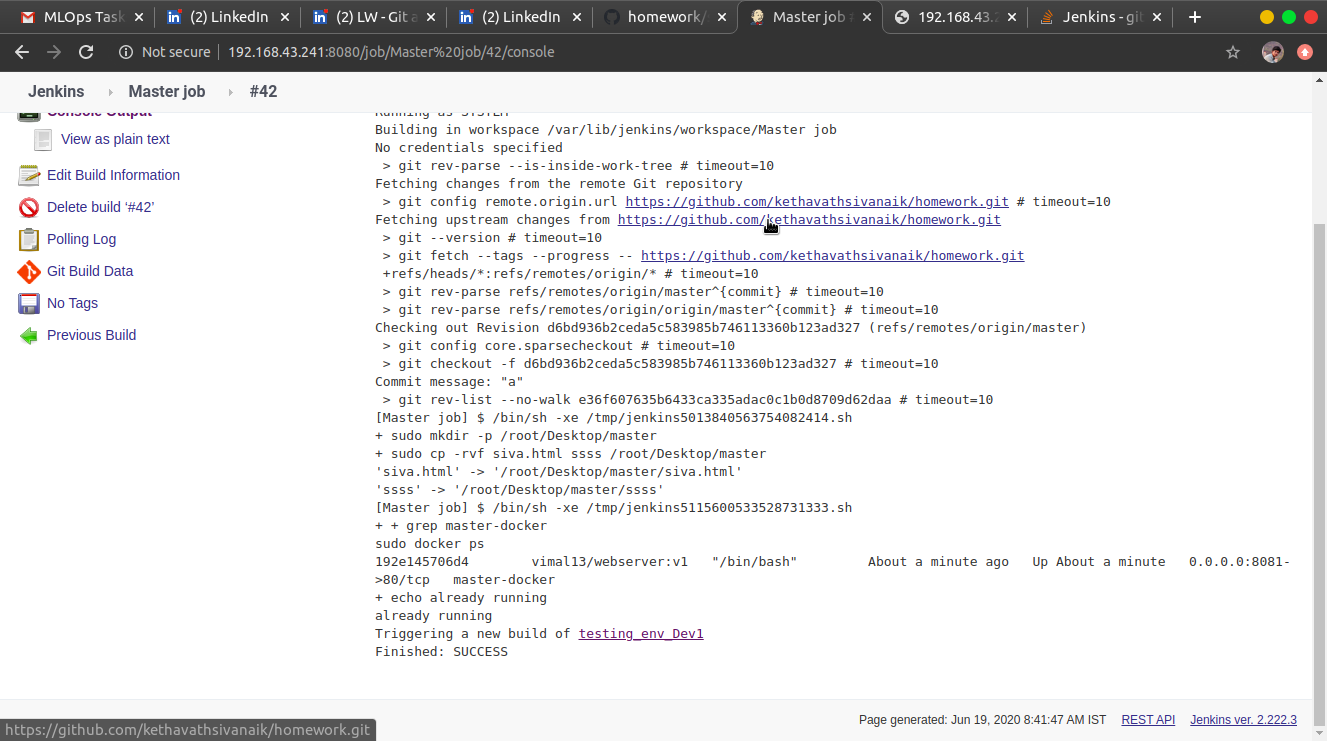 MLOps Task
(2) LinkedIn
(2) LW - Git a
(2) LinkedIn
homework/
Master job #
192.168.43.2
Jenkins - git
Not secure
192.168.43.241:8080/job/Master%20job/42/console
Jenkins
Master job
#42
Console Output
View as plain text
Edit Build Information
Delete build ‘#42’
Polling Log
Git Build Data
No Tags
Previous Build
Running as SYSTEM
Building in workspace /var/lib/jenkins/workspace/Master job
No credentials specified
> git rev-parse --is-inside-work-tree # timeout=10
Fetching changes from the remote Git repository
> git config remote.origin.url https://github.com/kethavathsivanaik/homework.git # timeout=10
Fetching upstream changes from https://github.com/kethavathsivanaik/homework.git
> git --version # timeout=10
> git fetch --tags --progress -- https://github.com/kethavathsivanaik/homework.git
+refs/heads/*:refs/remotes/origin/* # timeout=10
> git rev-parse refs/remotes/origin/master^{commit} # timeout=10
> git rev-parse refs/remotes/origin/origin/master^{commit} # timeout=10
Checking out Revision d6bd936b2ceda5c583985b746113360b123ad327 (refs/remotes/origin/master)
> git config core.sparsecheckout # timeout=10
> git checkout -f d6bd936b2ceda5c583985b746113360b123ad327 # timeout=10
Commit message: "a"
> git rev-list --no-walk e36f607635b6433ca335adac0c1b0d8709d62daa # timeout=10
[Master job] $ /bin/sh -xe /tmp/jenkins5013840563754082414.sh
+ sudo mkdir -p /root/Desktop/master
+ sudo cp -rvf siva.html ssss /root/Desktop/master
'siva.html' -> '/root/Desktop/master/siva.html'
'ssss' -> '/root/Desktop/master/ssss'
[Master job] $ /bin/sh -xe /tmp/jenkins5115600533528731333.sh
+ + grep master-docker
sudo docker ps
192e145706d4 vimal13/webserver:v1 "/bin/bash" About a minute ago Up About a minute 0.0.0.0:8081-
>80/tcp master-docker
+ echo already running
already running
Triggering a new build of testing_env_Dev1
Finished: SUCCESS
Page generated: Jun 19, 2020 8:41:47 AM IST
REST API
Jenkins ver. 2.222.3
https://github.com/kethavathsivanaik/homework.git